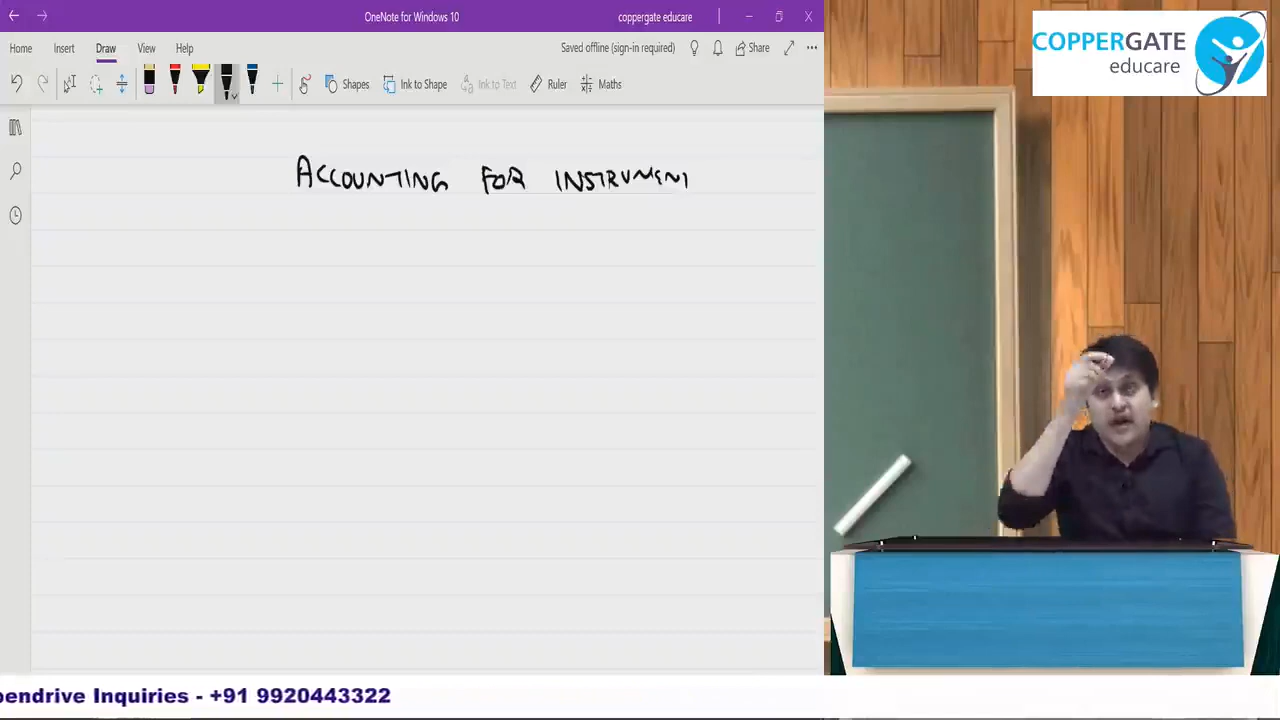 OneNote for Windows 10
coppergate educare
Home Insert Draw View Help
Saved offline (sign-in required)
Share
Shapes
Ink to Shape
Ink to Text
Ruler
Maths
ACCOUNTING FOR INSTRUMENT
COPPERGATE
educare
pendrive Inquiries - +91 9920443322